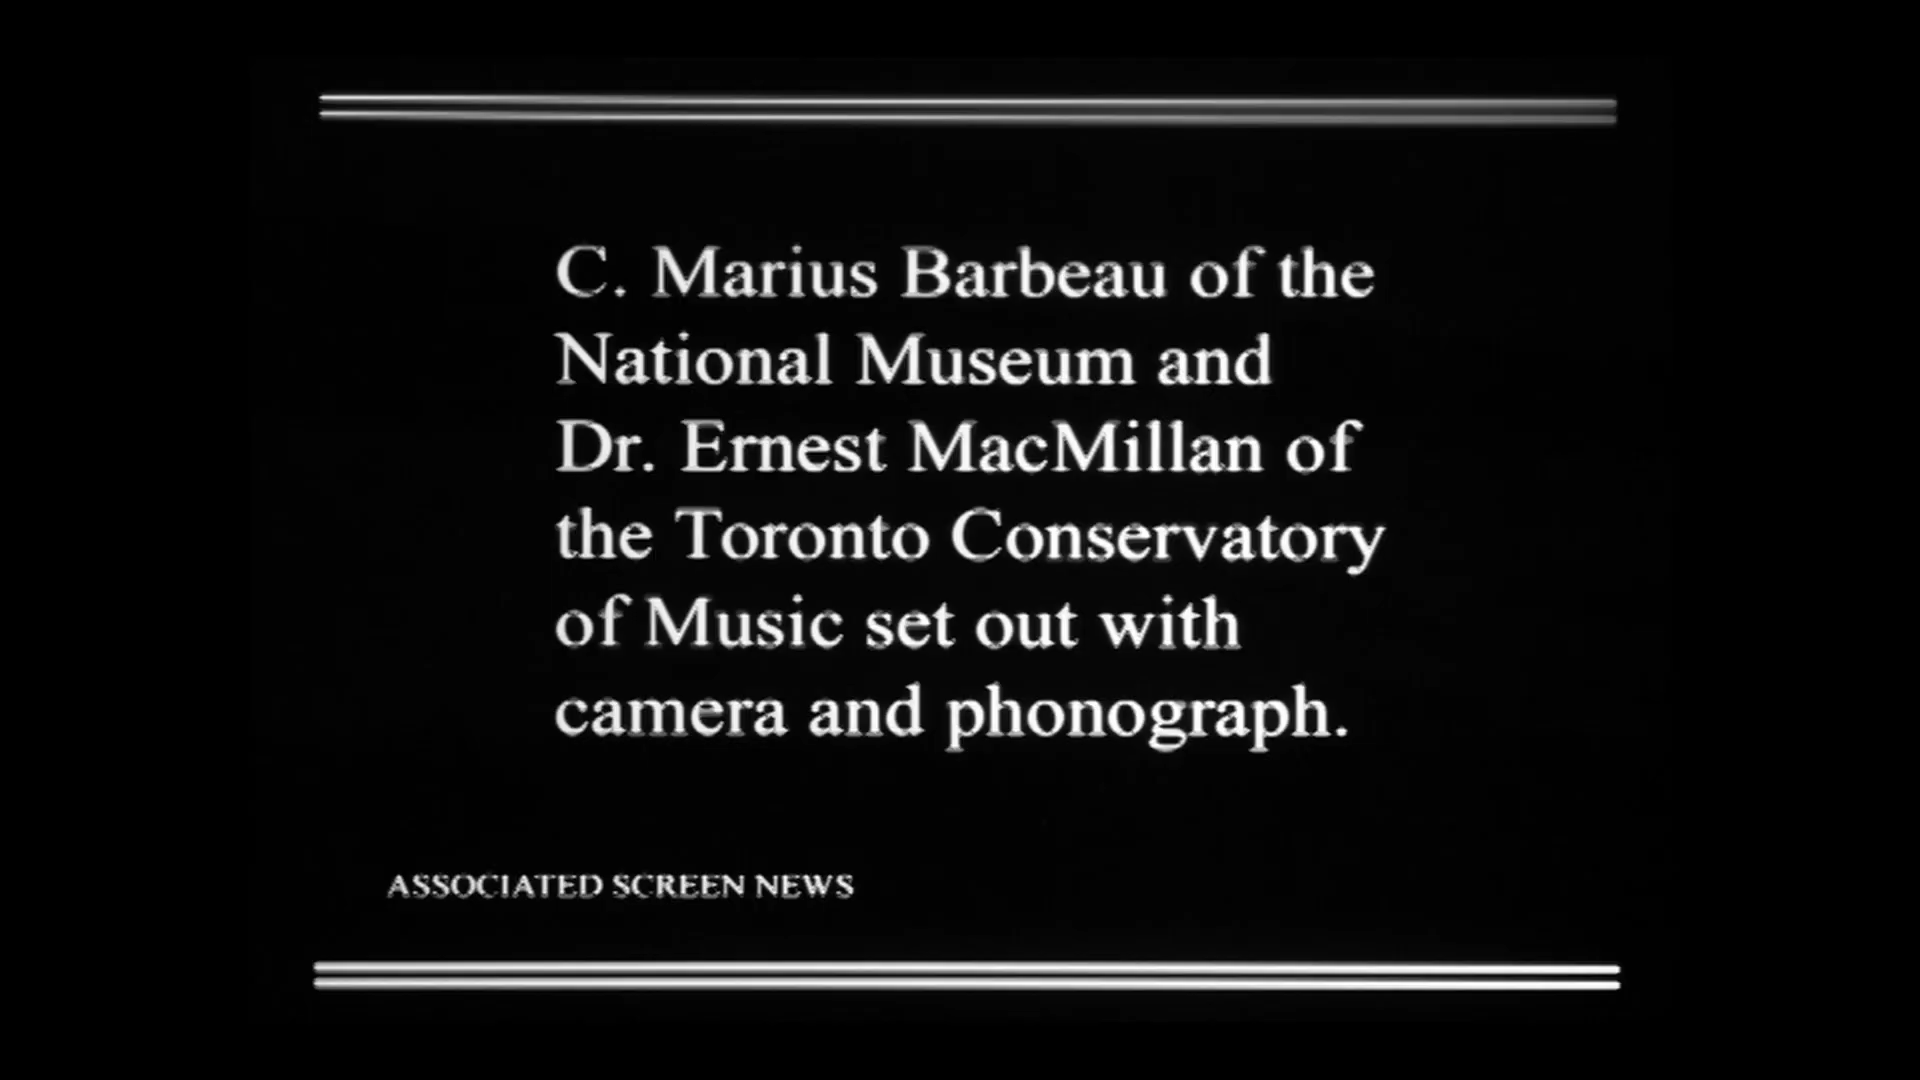 C. Marius Barbeau of the
National Museum and
Dr. Ernest MacMillan of
the Toronto Conservatory
of Music set out with
camera and phonograph.
ASSOCIATED SCREEN NEWS